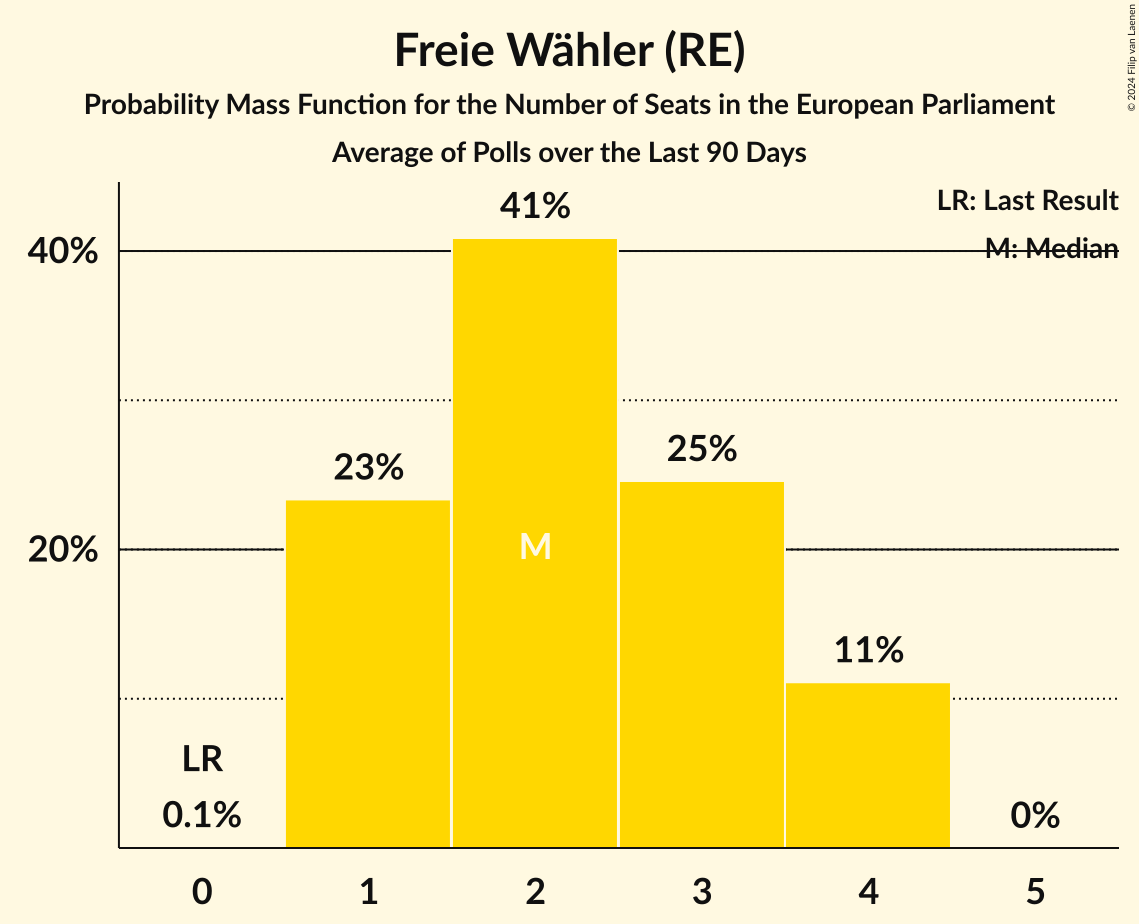 Freie Wähler (RE)
Probability Mass Function for the Number of Seats in the European Parliament
Average of Polls over the Last 90 Days
© 2024 Filip van Laenen
LR: Last Result
M: Median
41%
40%
25%
23%
20%
M
11%
LR
0.1%
0%
0 1 2 3 4 5